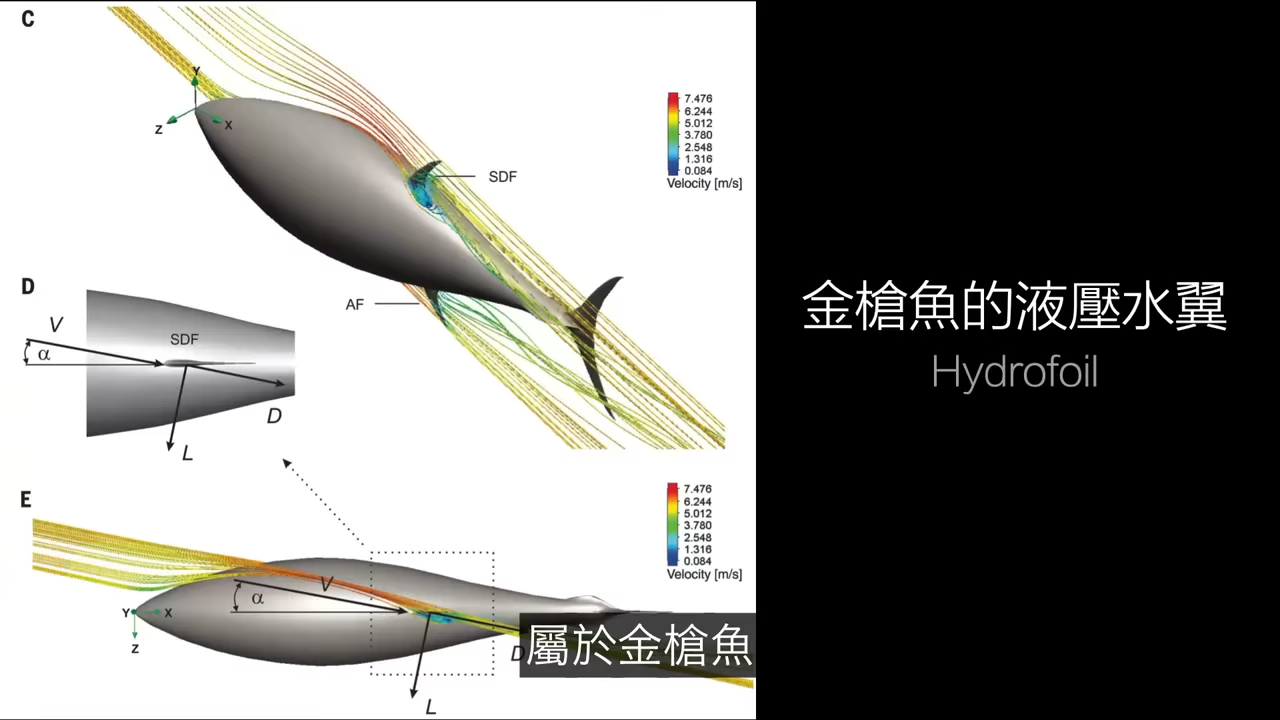 C
Y
Z
X
SDF
AF
7.476
6.244
5.012
3.780
2.548
1.316
0.084
Velocity [m/s]
D
V
α
SDF
D
L
E
7.476
6.244
5.012
3.780
2.548
1.316
0.084
Velocity [m/s]
V
α
Y
X
Z
D
L
屬於金槍魚
金槍魚的液壓水翼
Hydrofoil